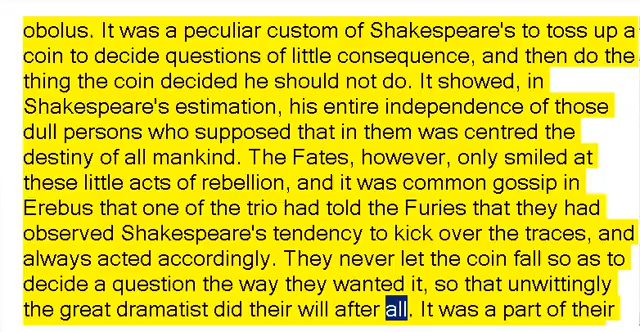 obolus. It was a peculiar custom of Shakespeare's to toss up a
coin to decide questions of little consequence, and then do the
thing the coin decided he should not do. It showed, in
Shakespeare's estimation, his entire independence of those
dull persons who supposed that in them was centred the
destiny of all mankind. The Fates, however, only smiled at
these little acts of rebellion, and it was common gossip in
Erebus that one of the trio had told the Furies that they had
observed Shakespeare's tendency to kick over the traces, and
always acted accordingly. They never let the coin fall so as to
decide a question the way they wanted it, so that unwittingly
the great dramatist did their will after all. It was a part of their